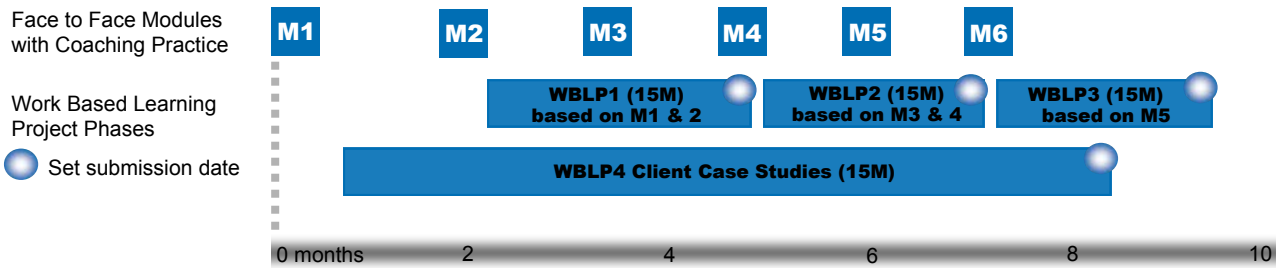 Face to Face Modules
with Coaching Practice
M1
M2
M3
M4
M5
M6
Work Based Learning
Project Phases
WBLP1 (15M)
based on M1 & 2
WBLP2 (15M)
based on M3 & 4
WBLP3 (15M)
based on M5
Set submission date
WBLP4 Client Case Studies (15M)
0 months
2
4
6
8
10